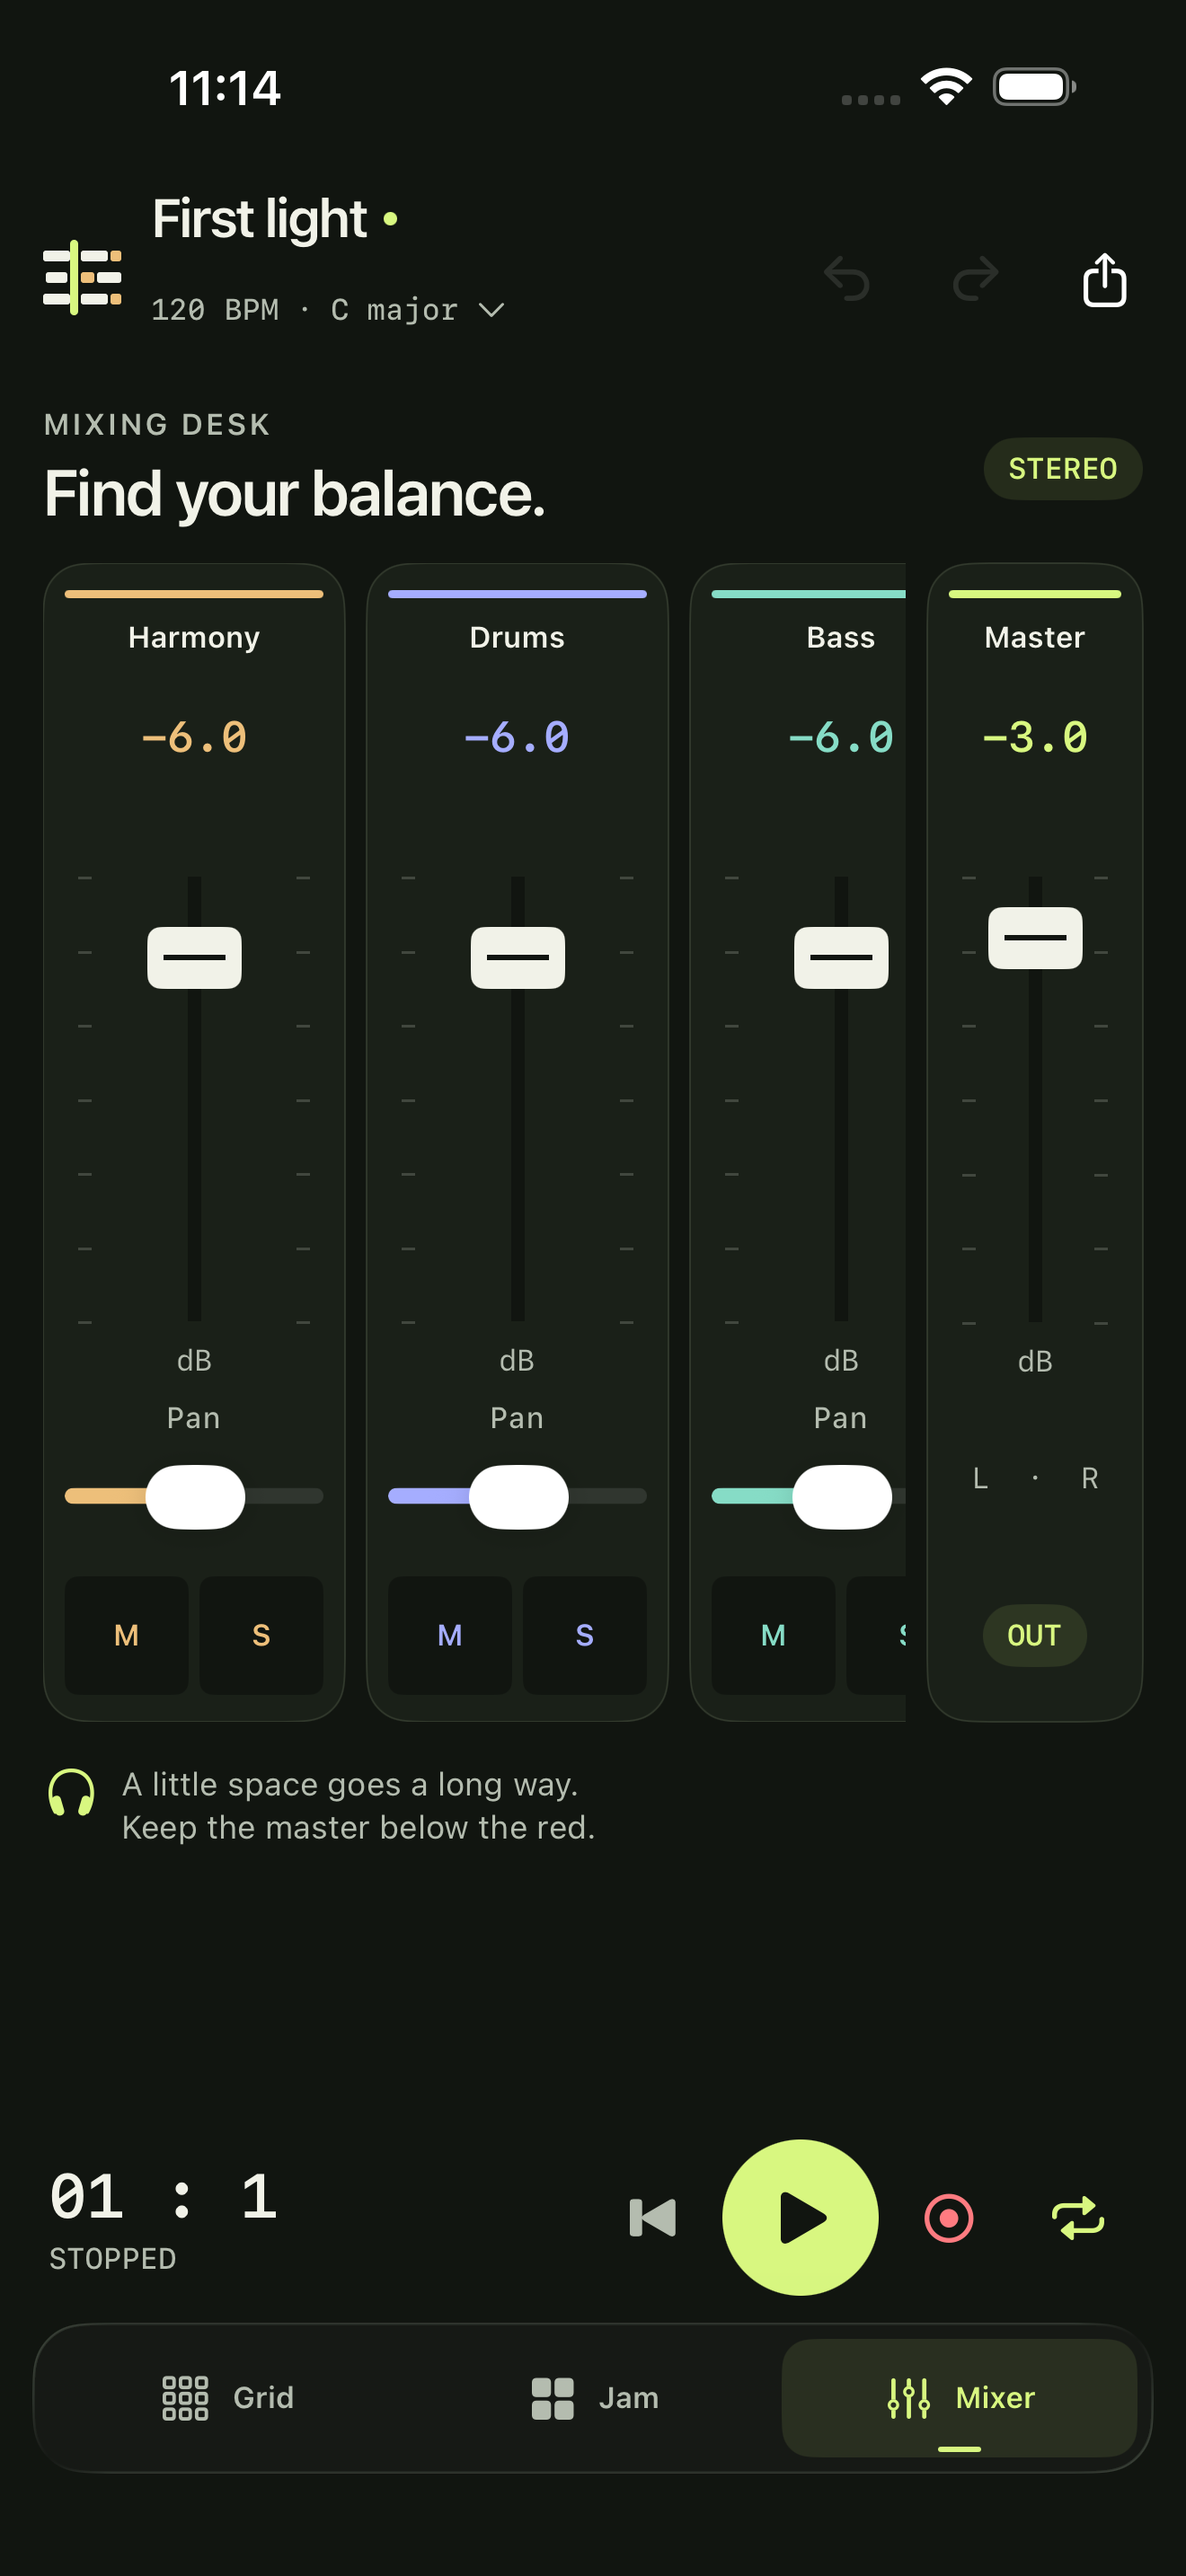 11:14
First light
120 BPM · C major
MIXING DESK
Find your balance.
STEREO
Harmony
Drums
Bass
Master
−6.0
−6.0
−6.0
−3.0
dB
dB
dB
dB
Pan
Pan
Pan
L · R
M
S
M
S
M
S
OUT
A little space goes a long way.
Keep the master below the red.
01 : 1
STOPPED
Grid
Jam
Mixer